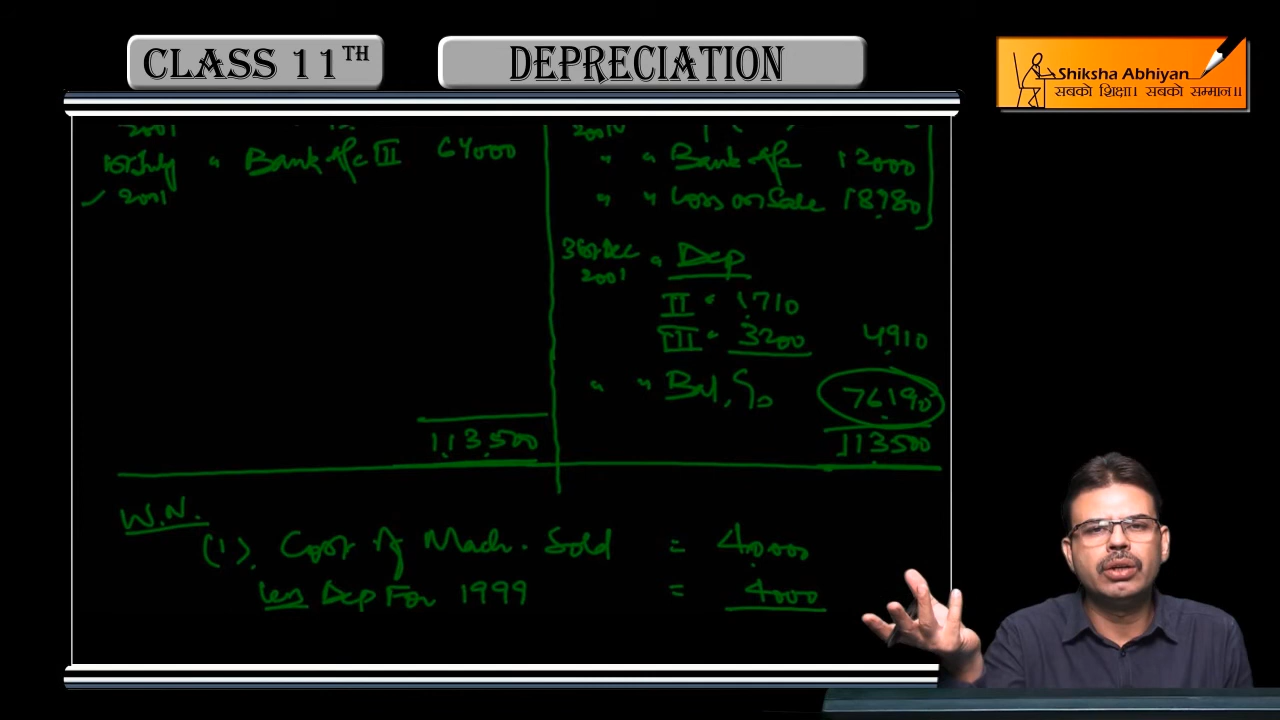 CLASS 11TH
DEPRECIATION
Shiksha Abhiyan
सबको शिक्षा। सबको सम्मान।।
2001
1st July " Bank A/c III 64000
2001
" " Bank A/c 12000
" " Loss on Sale 18780
31st Dec " Dep
2001
II = 1710
III = 3200 4910
" " Bal. c/o 76190
113500 113500
W.N.
(1). Cost of Mach. Sold = 40000
less Dep For 1999 = 4000